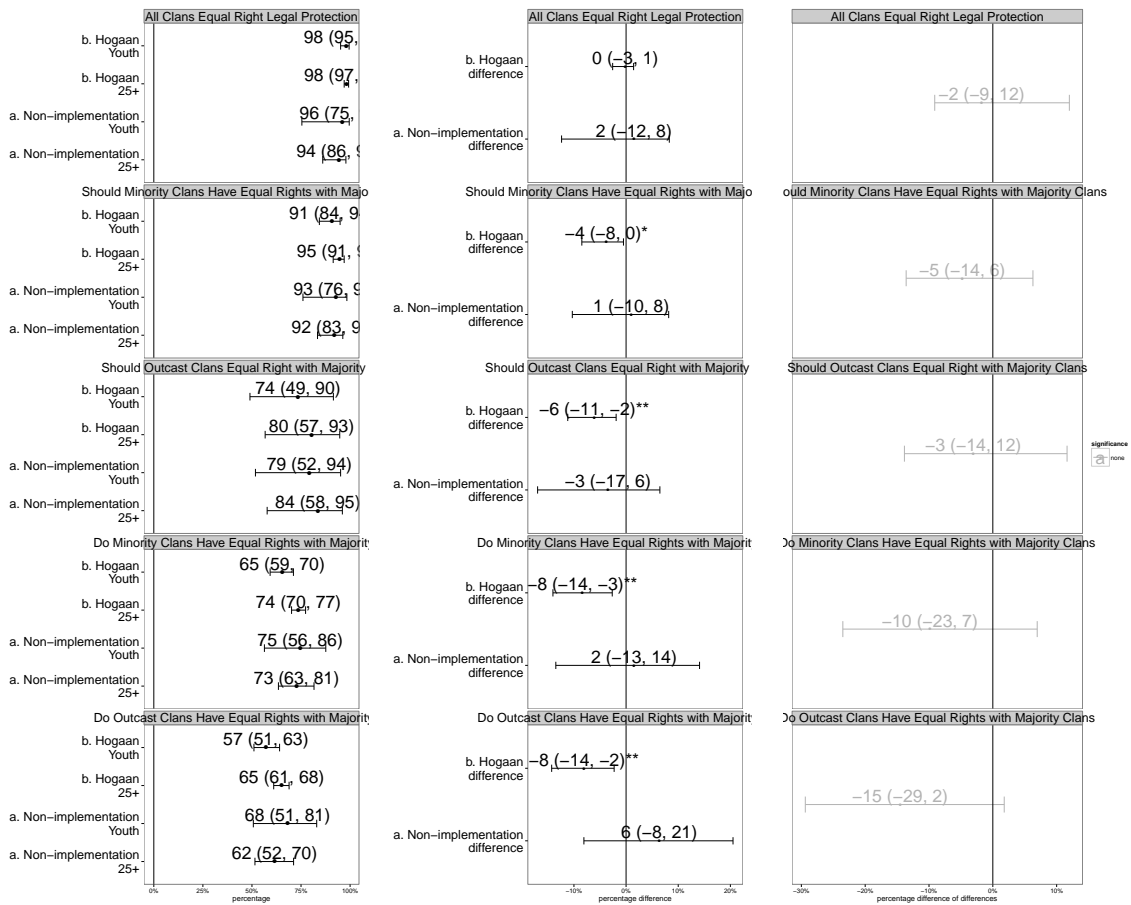 All Clans Equal Right Legal Protection
b. Hogaan
Youth
98 (95,
b. Hogaan
25+
98 (97,
a. Non−implementation
Youth
96 (75,
a. Non−implementation
25+
94 (86, 9
Should Minority Clans Have Equal Rights with Majo
b. Hogaan
Youth
91 (84, 9
b. Hogaan
25+
95 (91, 9
a. Non−implementation
Youth
93 (76, 9
a. Non−implementation
25+
92 (83, 9
Should Outcast Clans Equal Right with Majority
b. Hogaan
Youth
74 (49, 90)
b. Hogaan
25+
80 (57, 93)
a. Non−implementation
Youth
79 (52, 94)
a. Non−implementation
25+
84 (58, 95)
Do Minority Clans Have Equal Rights with Majority
b. Hogaan
Youth
65 (59, 70)
b. Hogaan
25+
74 (70, 77)
a. Non−implementation
Youth
75 (56, 86)
a. Non−implementation
25+
73 (63, 81)
Do Outcast Clans Have Equal Rights with Majority
b. Hogaan
Youth
57 (51, 63)
b. Hogaan
25+
65 (61, 68)
a. Non−implementation
Youth
68 (51, 81)
a. Non−implementation
25+
62 (52, 70)
0% 50% 100%
percentage
All Clans Equal Right Legal Protection
b. Hogaan
difference
0 (−3, 1)
a. Non−implementation
difference
2 (−12, 8)
Should Minority Clans Have Equal Rights with Majo
b. Hogaan
difference
−4 (−8, 0)*
a. Non−implementation
difference
1 (−10, 8)
Should Outcast Clans Equal Right with Majority
b. Hogaan
difference
−6 (−11, −2)**
a. Non−implementation
difference
−3 (−17, 6)
Do Minority Clans Have Equal Rights with Majorit
b. Hogaan
difference
−8 (−14, −3)**
a. Non−implementation
difference
2 (−13, 14)
Do Outcast Clans Have Equal Rights with Majorit
b. Hogaan
difference
−8 (−14, −2)**
a. Non−implementation
difference
6 (−8, 21)
−10% 0% 10% 20%
percentage difference
All Clans Equal Right Legal Protection
−2 (−9, 12)
ould Minority Clans Have Equal Rights with Majority Clans
−5 (−14, 6)
Should Outcast Clans Equal Right with Majority Clans
−3 (−14, 12)
Do Minority Clans Have Equal Rights with Majority Clans
−10 (−23, 7)
Do Outcast Clans Have Equal Rights with Majority Clans
−15 (−29, 2)
−30% −20% −10% 0% 10%
percentage difference of differences
significance
a none